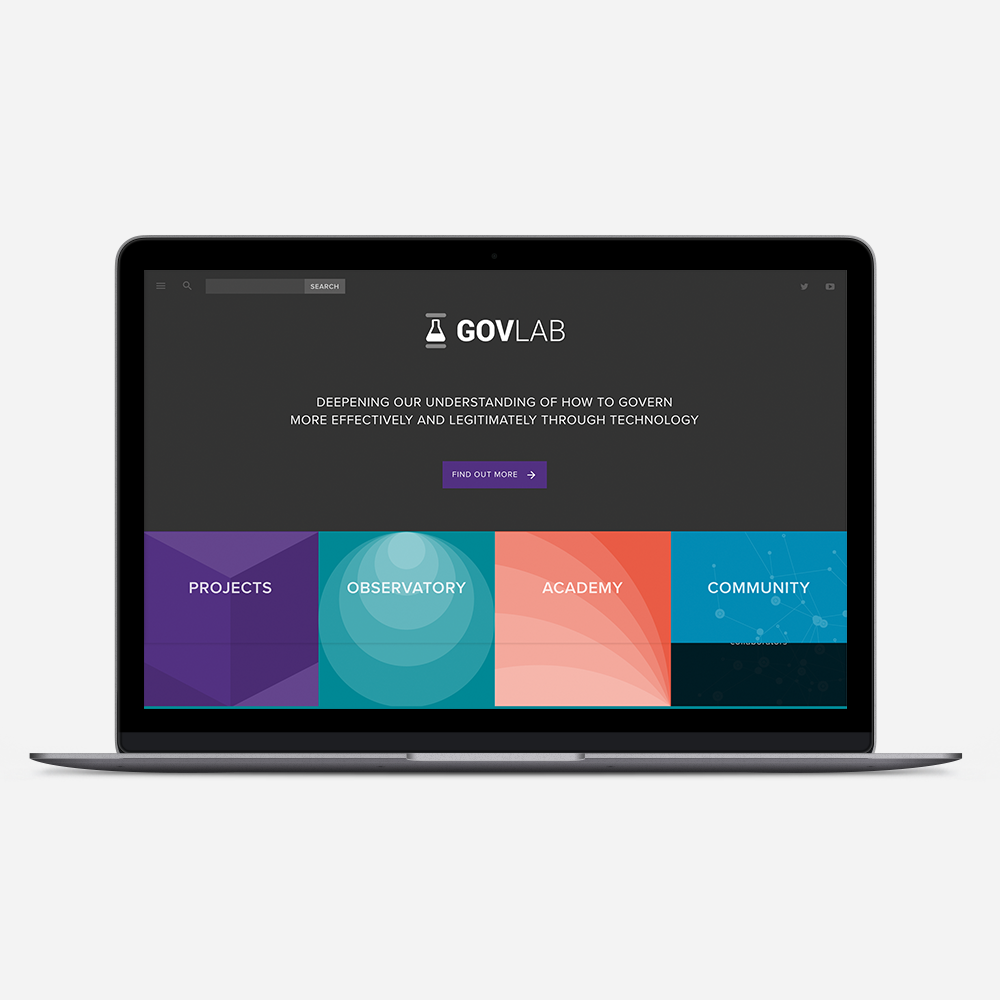 SEARCH
GOVLAB
DEEPENING OUR UNDERSTANDING OF HOW TO GOVERN
MORE EFFECTIVELY AND LEGITIMATELY THROUGH TECHNOLOGY
FIND OUT MORE
PROJECTS
OBSERVATORY
ACADEMY
COMMUNITY
collaborators